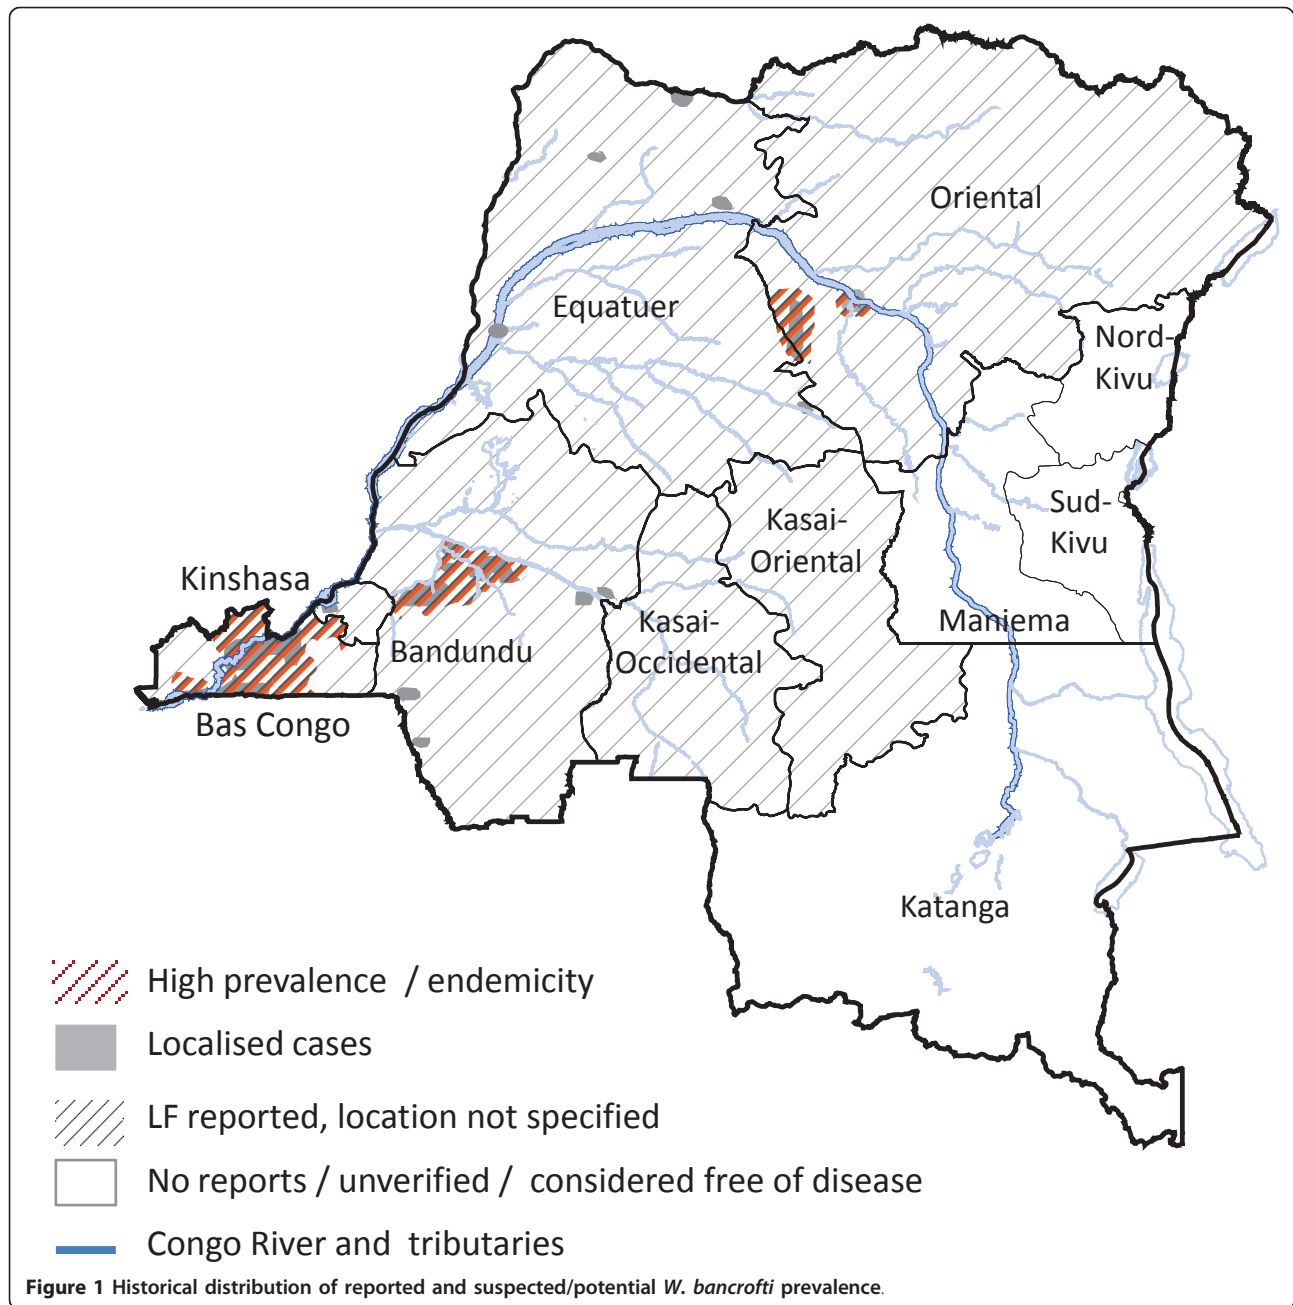 Oriental
Equatuer
Nord-
Kivu
Sud-
Kivu
Kasai-
Oriental
Kinshasa
Maniema
Kasai-
Occidental
Bandundu
Bas Congo
Katanga
High prevalence / endemicity
Localised cases
LF reported, location not specified
No reports / unverified / considered free of disease
Congo River and tributaries
Figure 1 Historical distribution of reported and suspected/potential W. bancrofti prevalence.